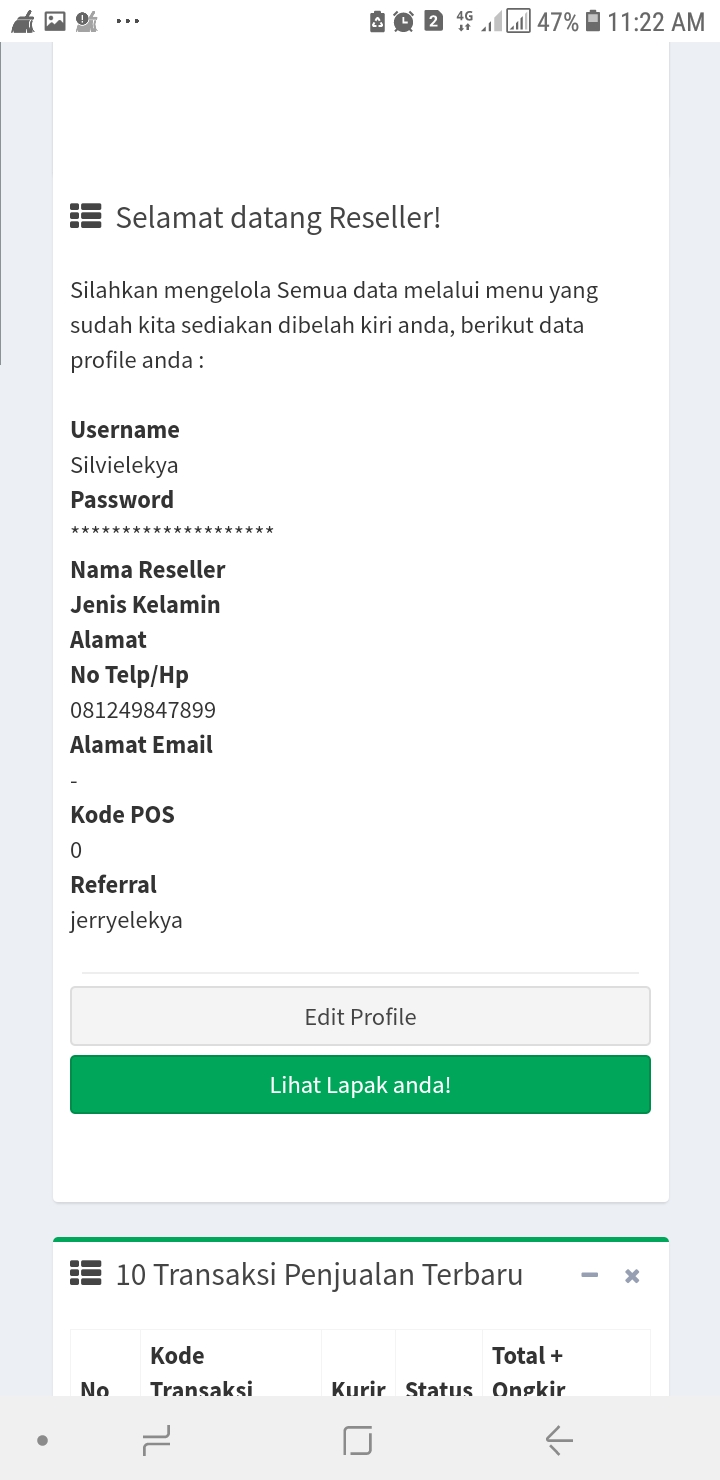 2 4G 47% 11:22 AM
Selamat datang Reseller!
Silahkan mengelola Semua data melalui menu yang
sudah kita sediakan dibelah kiri anda, berikut data
profile anda :
Username
Silvielekya
Password
********************
Nama Reseller
Jenis Kelamin
Alamat
No Telp/Hp
081249847899
Alamat Email
-
Kode POS
0
Referral
jerryelekya
Edit Profile
Lihat Lapak anda!
10 Transaksi Penjualan Terbaru
Kode Total +
No Transaksi Kurir Status Ongkir